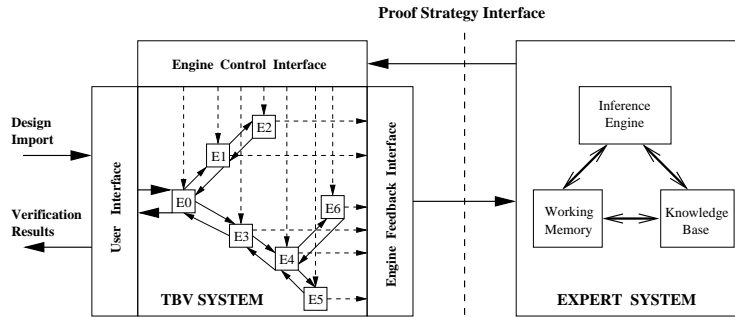 Proof Strategy Interface
Engine Control Interface
Design
Import
Verification
Results
User Interface
E0
E1
E2
E3
E4
E5
E6
TBV SYSTEM
Engine Feedback Interface
Inference
Engine
Working
Memory
Knowledge
Base
EXPERT SYSTEM